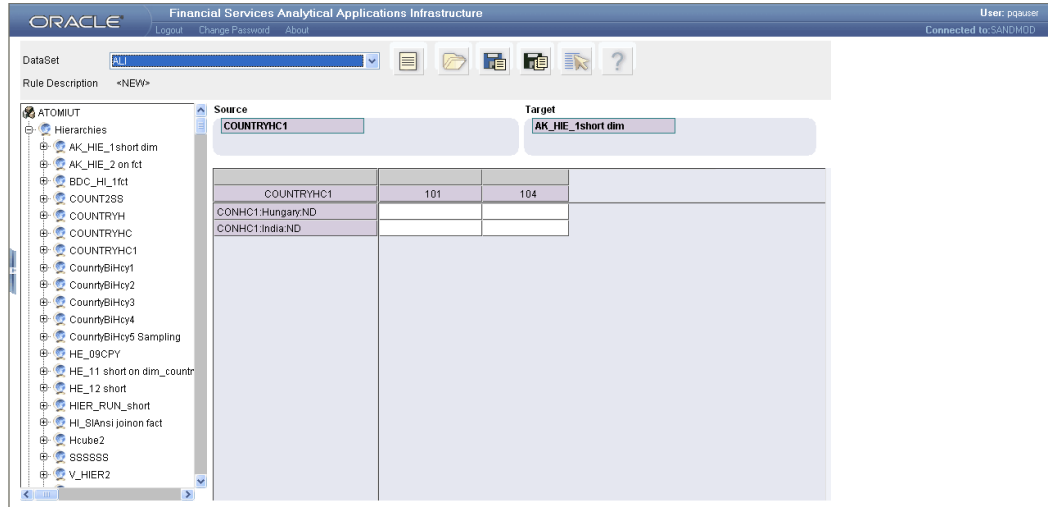 ORACLE
Financial Services Analytical Applications Infrastructure
User: pqauser
Logout Change Password About
Connected to:SANDMOD
DataSet ALI
Rule Description <NEW>
ATOMIUT
Hierarchies
AK_HIE_1short dim
AK_HIE_2 on fct
BDC_HI_1fct
COUNT2SS
COUNTRYH
COUNTRYHC
COUNTRYHC1
CounrtyBiHcy1
CounrtyBiHcy2
CounrtyBiHcy3
CounrtyBiHcy4
CounrtyBiHcy5 Sampling
HE_09CPY
HE_11 short on dim_countr
HE_12 short
HIER_RUN_short
HI_SIAnsi joinon fact
Hcube2
SSSSSS
V_HIER2
Source Target
COUNTRYHC1 AK_HIE_1short dim
COUNTRYHC1 101 104
CONHC1:Hungary:ND
CONHC1:India:ND